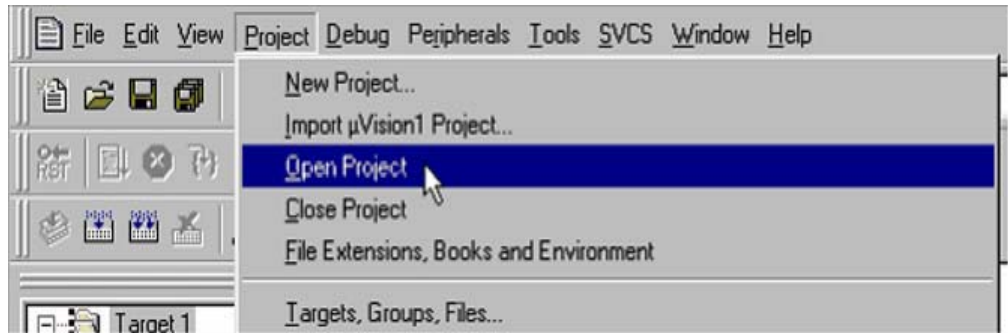 File Edit View Project Debug Peripherals Tools SVCS Window Help
New Project...
Import µVision1 Project...
RST
Open Project
Close Project
File Extensions, Books and Environment
Target 1
Targets, Groups, Files...